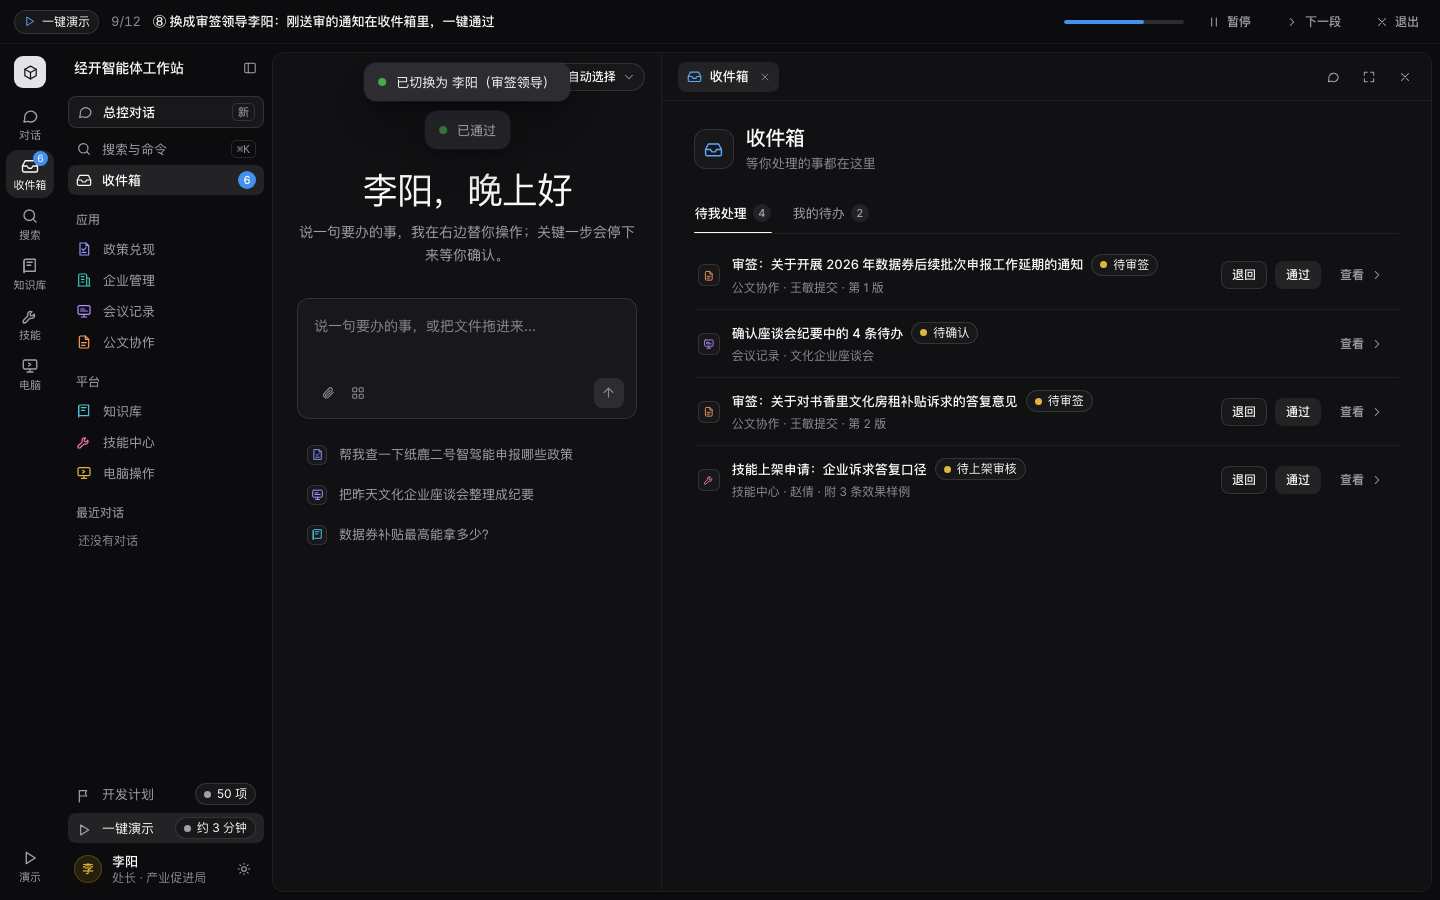 一键演示
9/12
⑧ 换成审签领导李阳：刚送审的通知在收件箱里，一键通过
暂停
下一段
退出
对话
6
收件箱
搜索
知识库
技能
电脑
演示
经开智能体工作站
总控对话
新
搜索与命令
⌘K
收件箱
6
应用
政策兑现
企业管理
会议记录
公文协作
平台
知识库
技能中心
电脑操作
最近对话
还没有对话
开发计划
50 项
一键演示
约 3 分钟
李
李阳
处长 · 产业促进局
已切换为 李阳（审签领导）
自动选择
已通过
李阳，晚上好
说一句要办的事，我在右边替你操作；关键一步会停下
来等你确认。
说一句要办的事，或把文件拖进来...
帮我查一下纸鹿二号智驾能申报哪些政策
把昨天文化企业座谈会整理成纪要
数据券补贴最高能拿多少?
收件箱
收件箱
等你处理的事都在这里
待我处理 4
我的待办 2
审签：关于开展 2026 年数据券后续批次申报工作延期的通知
待审签
公文协作 · 王敏提交 · 第 1 版
退回
通过
查看
确认座谈会纪要中的 4 条待办
待确认
会议记录 · 文化企业座谈会
查看
审签：关于对书香里文化房租补贴诉求的答复意见
待审签
公文协作 · 王敏提交 · 第 2 版
退回
通过
查看
技能上架申请：企业诉求答复口径
待上架审核
技能中心 · 赵倩 · 附 3 条效果样例
退回
通过
查看